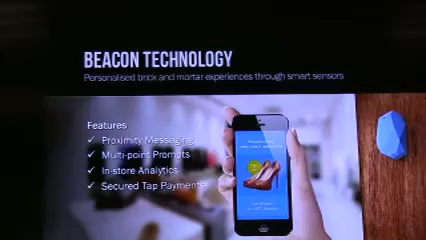 BEACON TECHNOLOGY
Personalised brick and mortar experiences through smart sensors
Features
✓ Proximity Messaging
✓ Multi-point Prompts
✓ In-store Analytics
✓ Secured Tap Payments